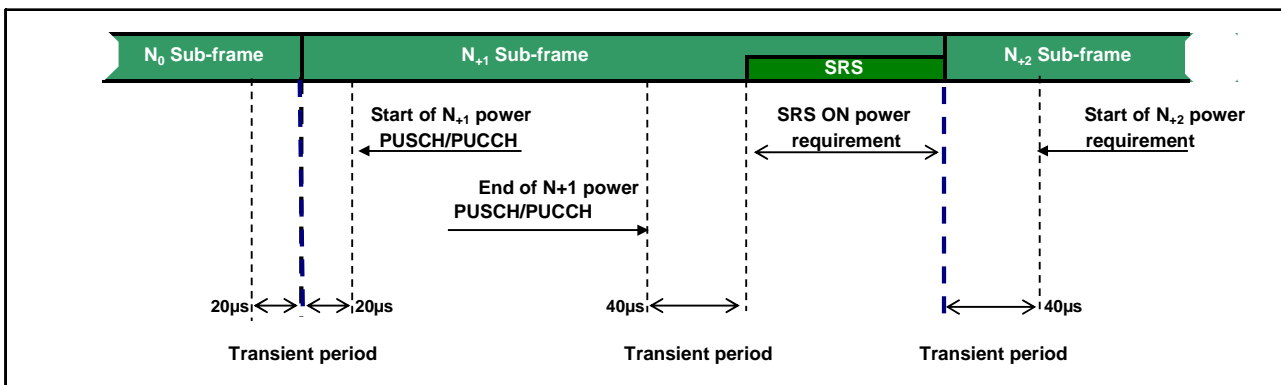 N0 Sub-frame
N+1 Sub-frame
SRS
N+2 Sub-frame
Start of N+1 power
PUSCH/PUCCH
SRS ON power
requirement
Start of N+2 power
requirement
End of N+1 power
PUSCH/PUCCH
20µs
20µs
40µs
40µs
Transient period
Transient period
Transient period